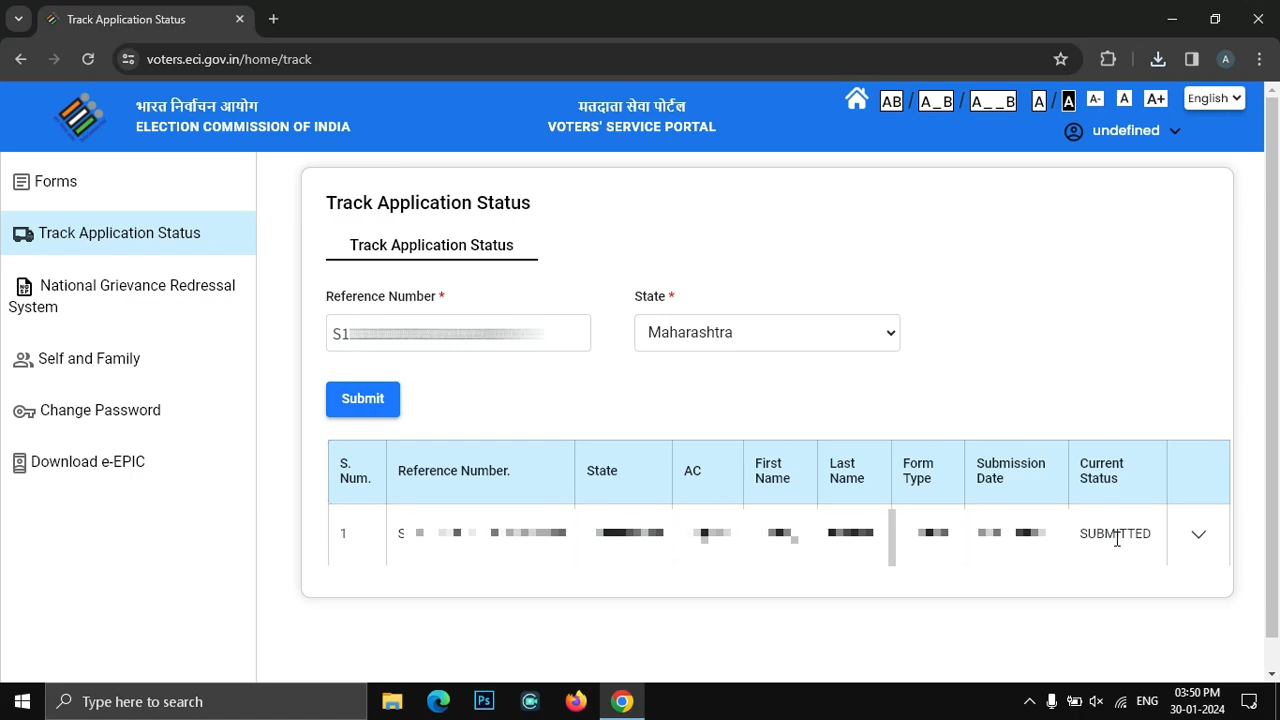 Track Application Status
voters.eci.gov.in/home/track
A
भारत निर्वाचन आयोग
ELECTION COMMISSION OF INDIA
मतदाता सेवा पोर्टल
VOTERS' SERVICE PORTAL
AB / A_B / A__B A / A A- A A+ English
undefined
Forms
Track Application Status
National Grievance Redressal
System
Self and Family
Change Password
Download e-EPIC
Track Application Status
Track Application Status
Reference Number * State *
S1 Maharashtra
Submit
S. Num. Reference Number. State AC First Name Last Name Form Type Submission Date Current Status
1 S SUBMITTED
Type here to search
Ps
ENG
03:50 PM
30-01-2024